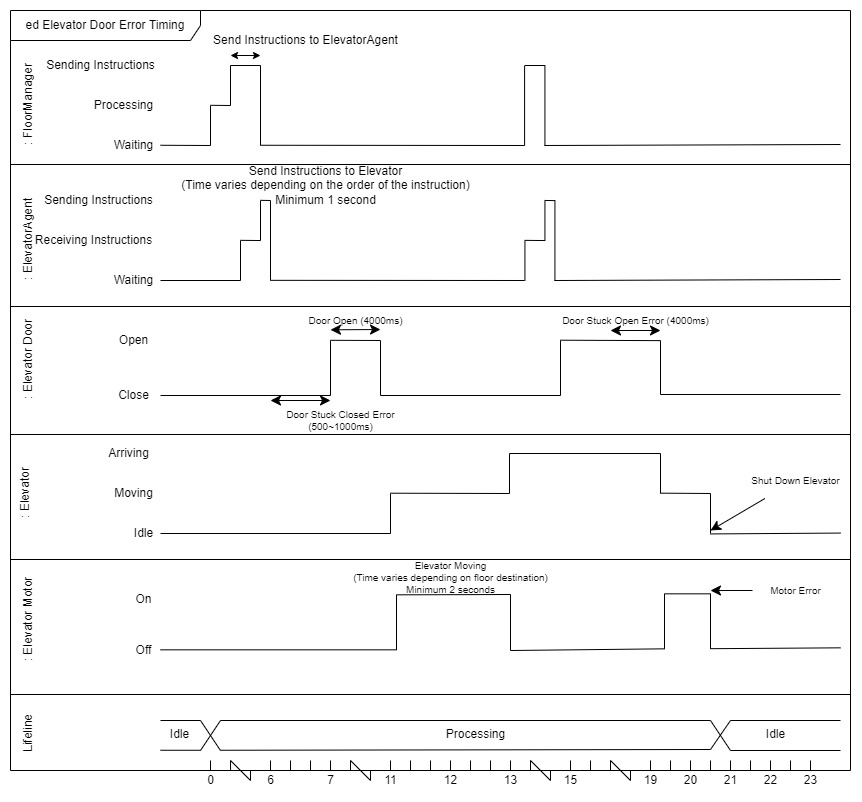 ed Elevator Door Error Timing
Send Instructions to ElevatorAgent
: FloorManager
Sending Instructions
Processing
Waiting
Send Instructions to Elevator
(Time varies depending on the order of the instruction)
Minimum 1 second
: ElevatorAgent
Sending Instructions
Receiving Instructions
Waiting
: Elevator Door
Door Open (4000ms)
Door Stuck Open Error (4000ms)
Open
Close
Door Stuck Closed Error
(500~1000ms)
: Elevator
Arriving
Moving
Idle
Shut Down Elevator
: Elevator Motor
Elevator Moving
(Time varies depending on floor destination)
Minimum 2 seconds
On
Off
Motor Error
Lifeline
Idle
Processing
Idle
0 6 7 11 12 13 15 19 20 21 22 23